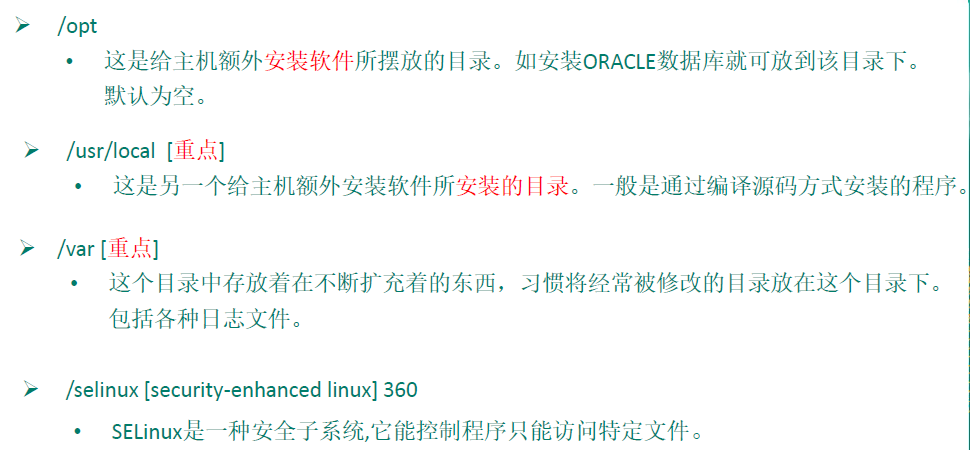 ➢ /opt
• 这是给主机额外安装软件所摆放的目录。如安装ORACLE数据库就可放到该目录下。
默认为空。
➢ /usr/local [重点]
• 这是另一个给主机额外安装软件所安装的目录。一般是通过编译源码方式安装的程序。
➢ /var [重点]
• 这个目录中存放着在不断扩充着的东西，习惯将经常被修改的目录放在这个目录下。
包括各种日志文件。
➢ /selinux [security-enhanced linux] 360
• SELinux是一种安全子系统,它能控制程序只能访问特定文件。